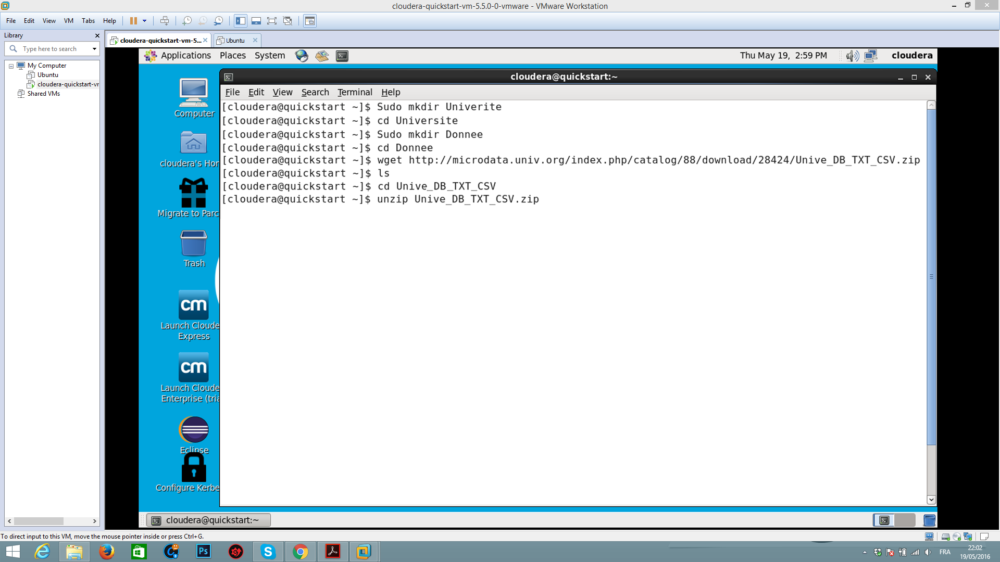 cloudera-quickstart-vm-5.5.0-0-vmware - VMware Workstation
File Edit View VM Tabs Help
Library
Type here to search
My Computer
Ubuntu
cloudera-quickstart-vr
Shared VMs
cloudera-quickstart-vm-5... Ubuntu
Applications Places System Thu May 19, 2:59 PM cloudera
Computer
cloudera's Hor
Migrate to Parc
Trash
cm
Launch Cloude
Express
cm
Launch Cloude
Enterprise (tria
Eclipse
Configure Kerbe
cloudera@quickstart:~
File Edit View Search Terminal Help
[cloudera@quickstart ~]$ Sudo mkdir Univerite
[cloudera@quickstart ~]$ cd Universite
[cloudera@quickstart ~]$ Sudo mkdir Donnee
[cloudera@quickstart ~]$ cd Donnee
[cloudera@quickstart ~]$ wget http://microdata.univ.org/index.php/catalog/88/download/28424/Unive_DB_TXT_CSV.zip
[cloudera@quickstart ~]$ ls
[cloudera@quickstart ~]$ cd Unive_DB_TXT_CSV
[cloudera@quickstart ~]$ unzip Unive_DB_TXT_CSV.zip
cloudera@quickstart:~
To direct input to this VM, move the mouse pointer inside or press Ctrl+G.
Ps
FRA
22:02
19/05/2016